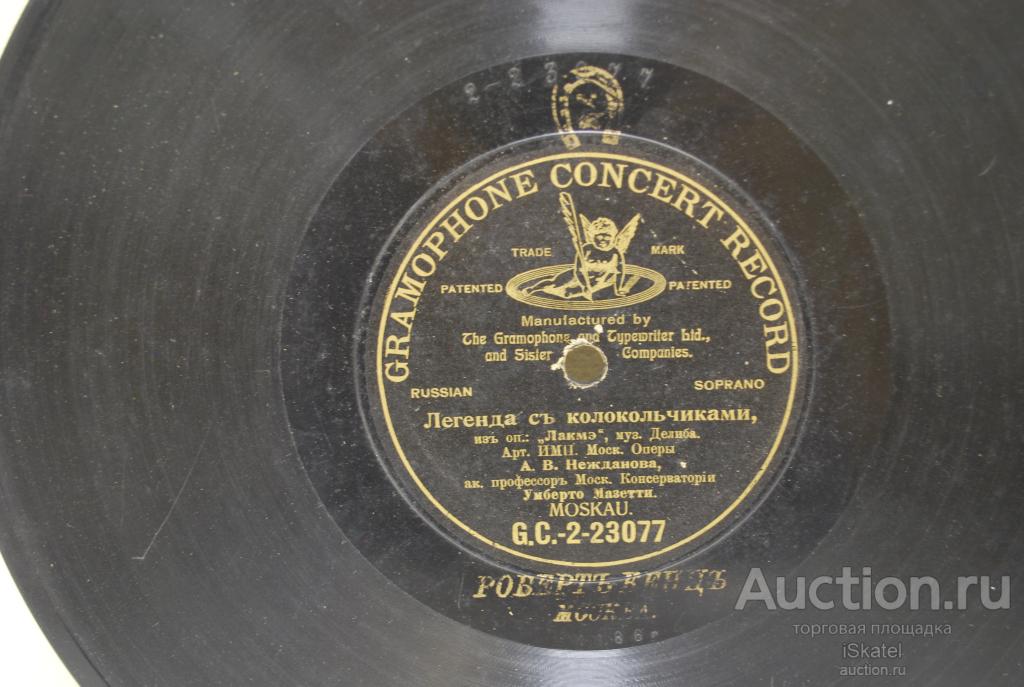 2-23077
GRAMOPHONE CONCERT RECORD
TRADE MARK
PATENTED PATENTED
Manufactured by
The Gramophone and Typewriter Ltd.,
and Sister Companies.
RUSSIAN SOPRANO
Легенда съ колокольчиками,
изъ оп.: „Лакмэ“, муз. Делиба.
Арт. ИМП. Моск. Оперы
А. В. Нежданова,
ак. профессоръ Моск. Консерваторіи
Умберто Мазетти.
MOSKAU.
G.C.-2-23077
РОБЕРТЪ КЕНЦЪ
МОСКВА.
Auction.ru
торговая площадка
iSkatel
auction.ru